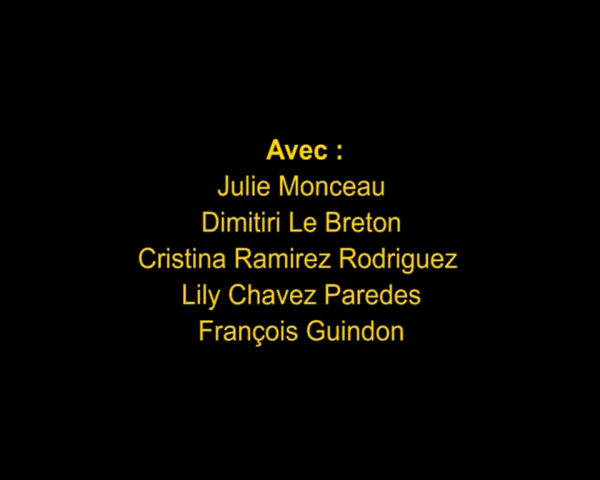 Avec :
Julie Monceau
Dimitiri Le Breton
Cristina Ramirez Rodriguez
Lily Chavez Paredes
François Guindon